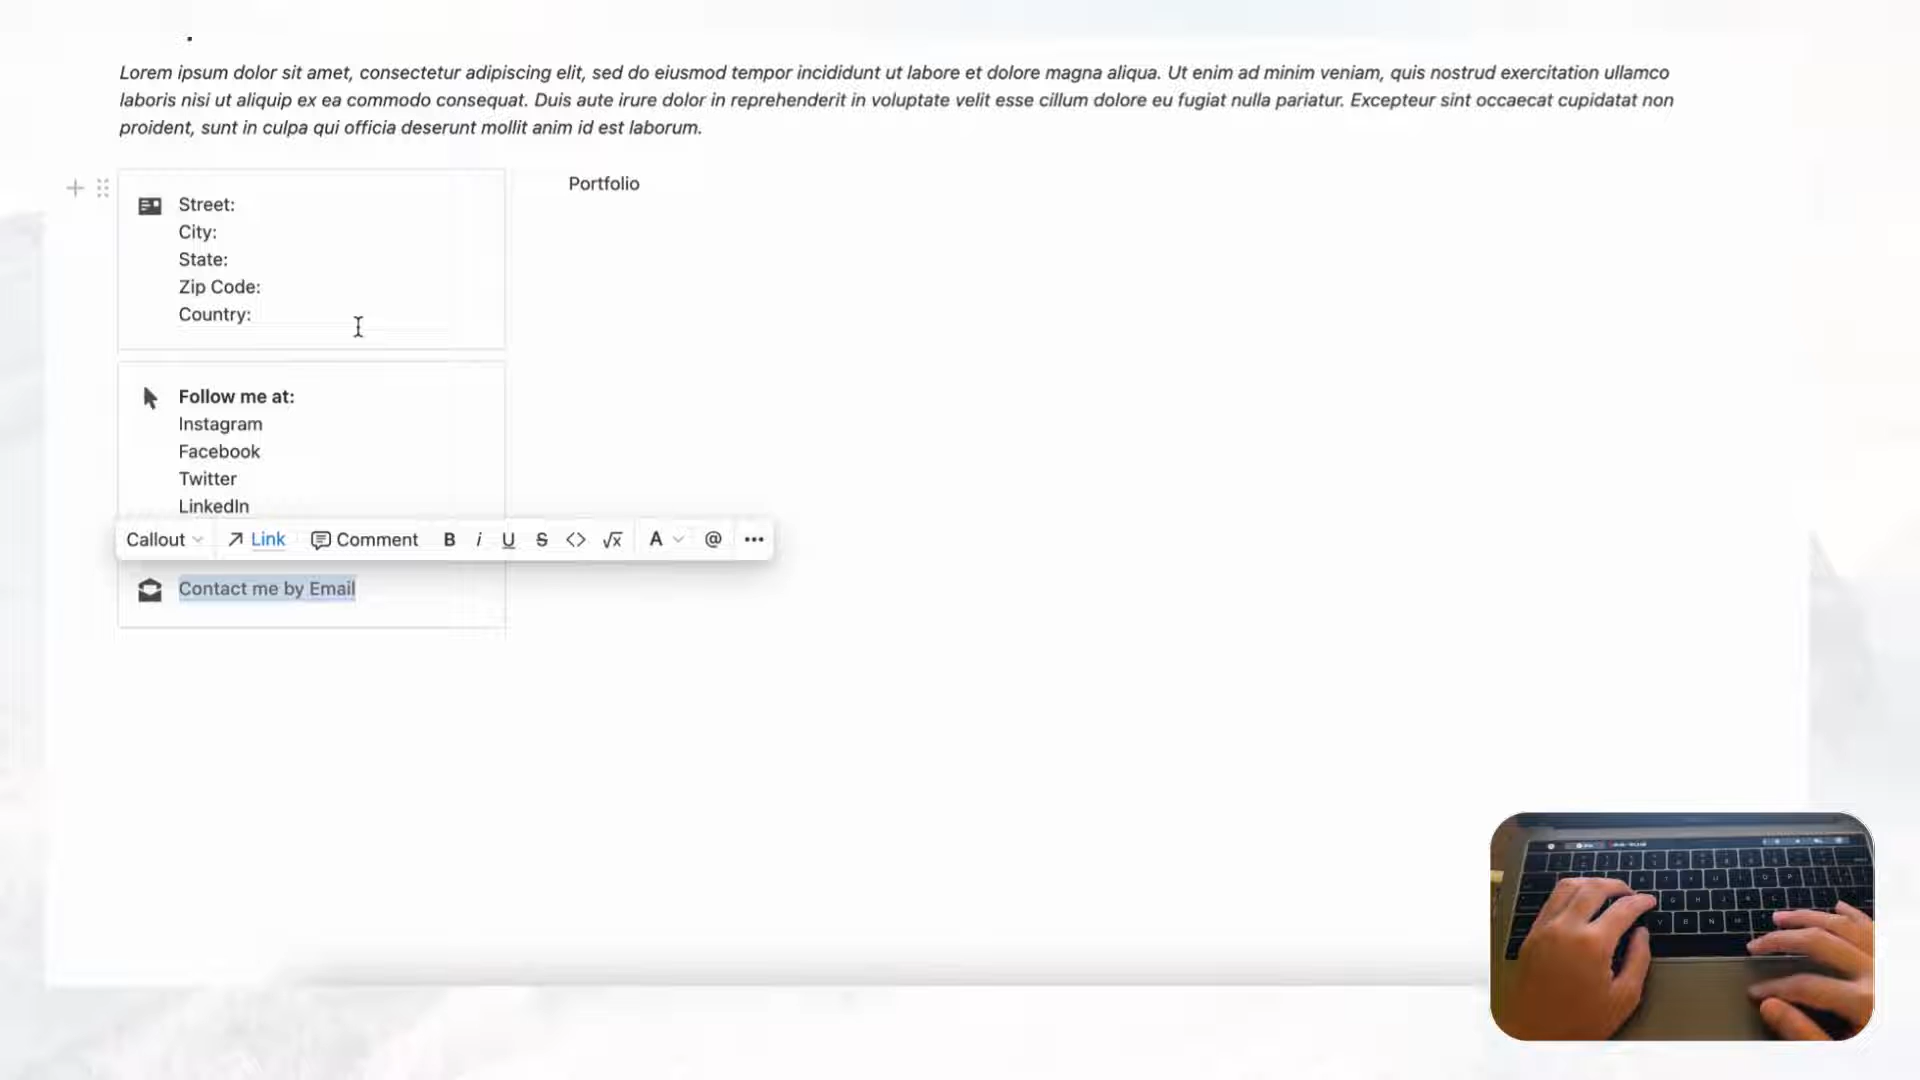 Lorem ipsum dolor sit amet, consectetur adipiscing elit, sed do eiusmod tempor incididunt ut labore et dolore magna aliqua. Ut enim ad minim veniam, quis nostrud exercitation ullamco
laboris nisi ut aliquip ex ea commodo consequat. Duis aute irure dolor in reprehenderit in voluptate velit esse cillum dolore eu fugiat nulla pariatur. Excepteur sint occaecat cupidatat non
proident, sunt in culpa qui officia deserunt mollit anim id est laborum.
Street:
City:
State:
Zip Code:
Country:
Portfolio
Follow me at:
Instagram
Facebook
Twitter
LinkedIn
Callout Link Comment B i U S <> √x A @ •••
Contact me by Email